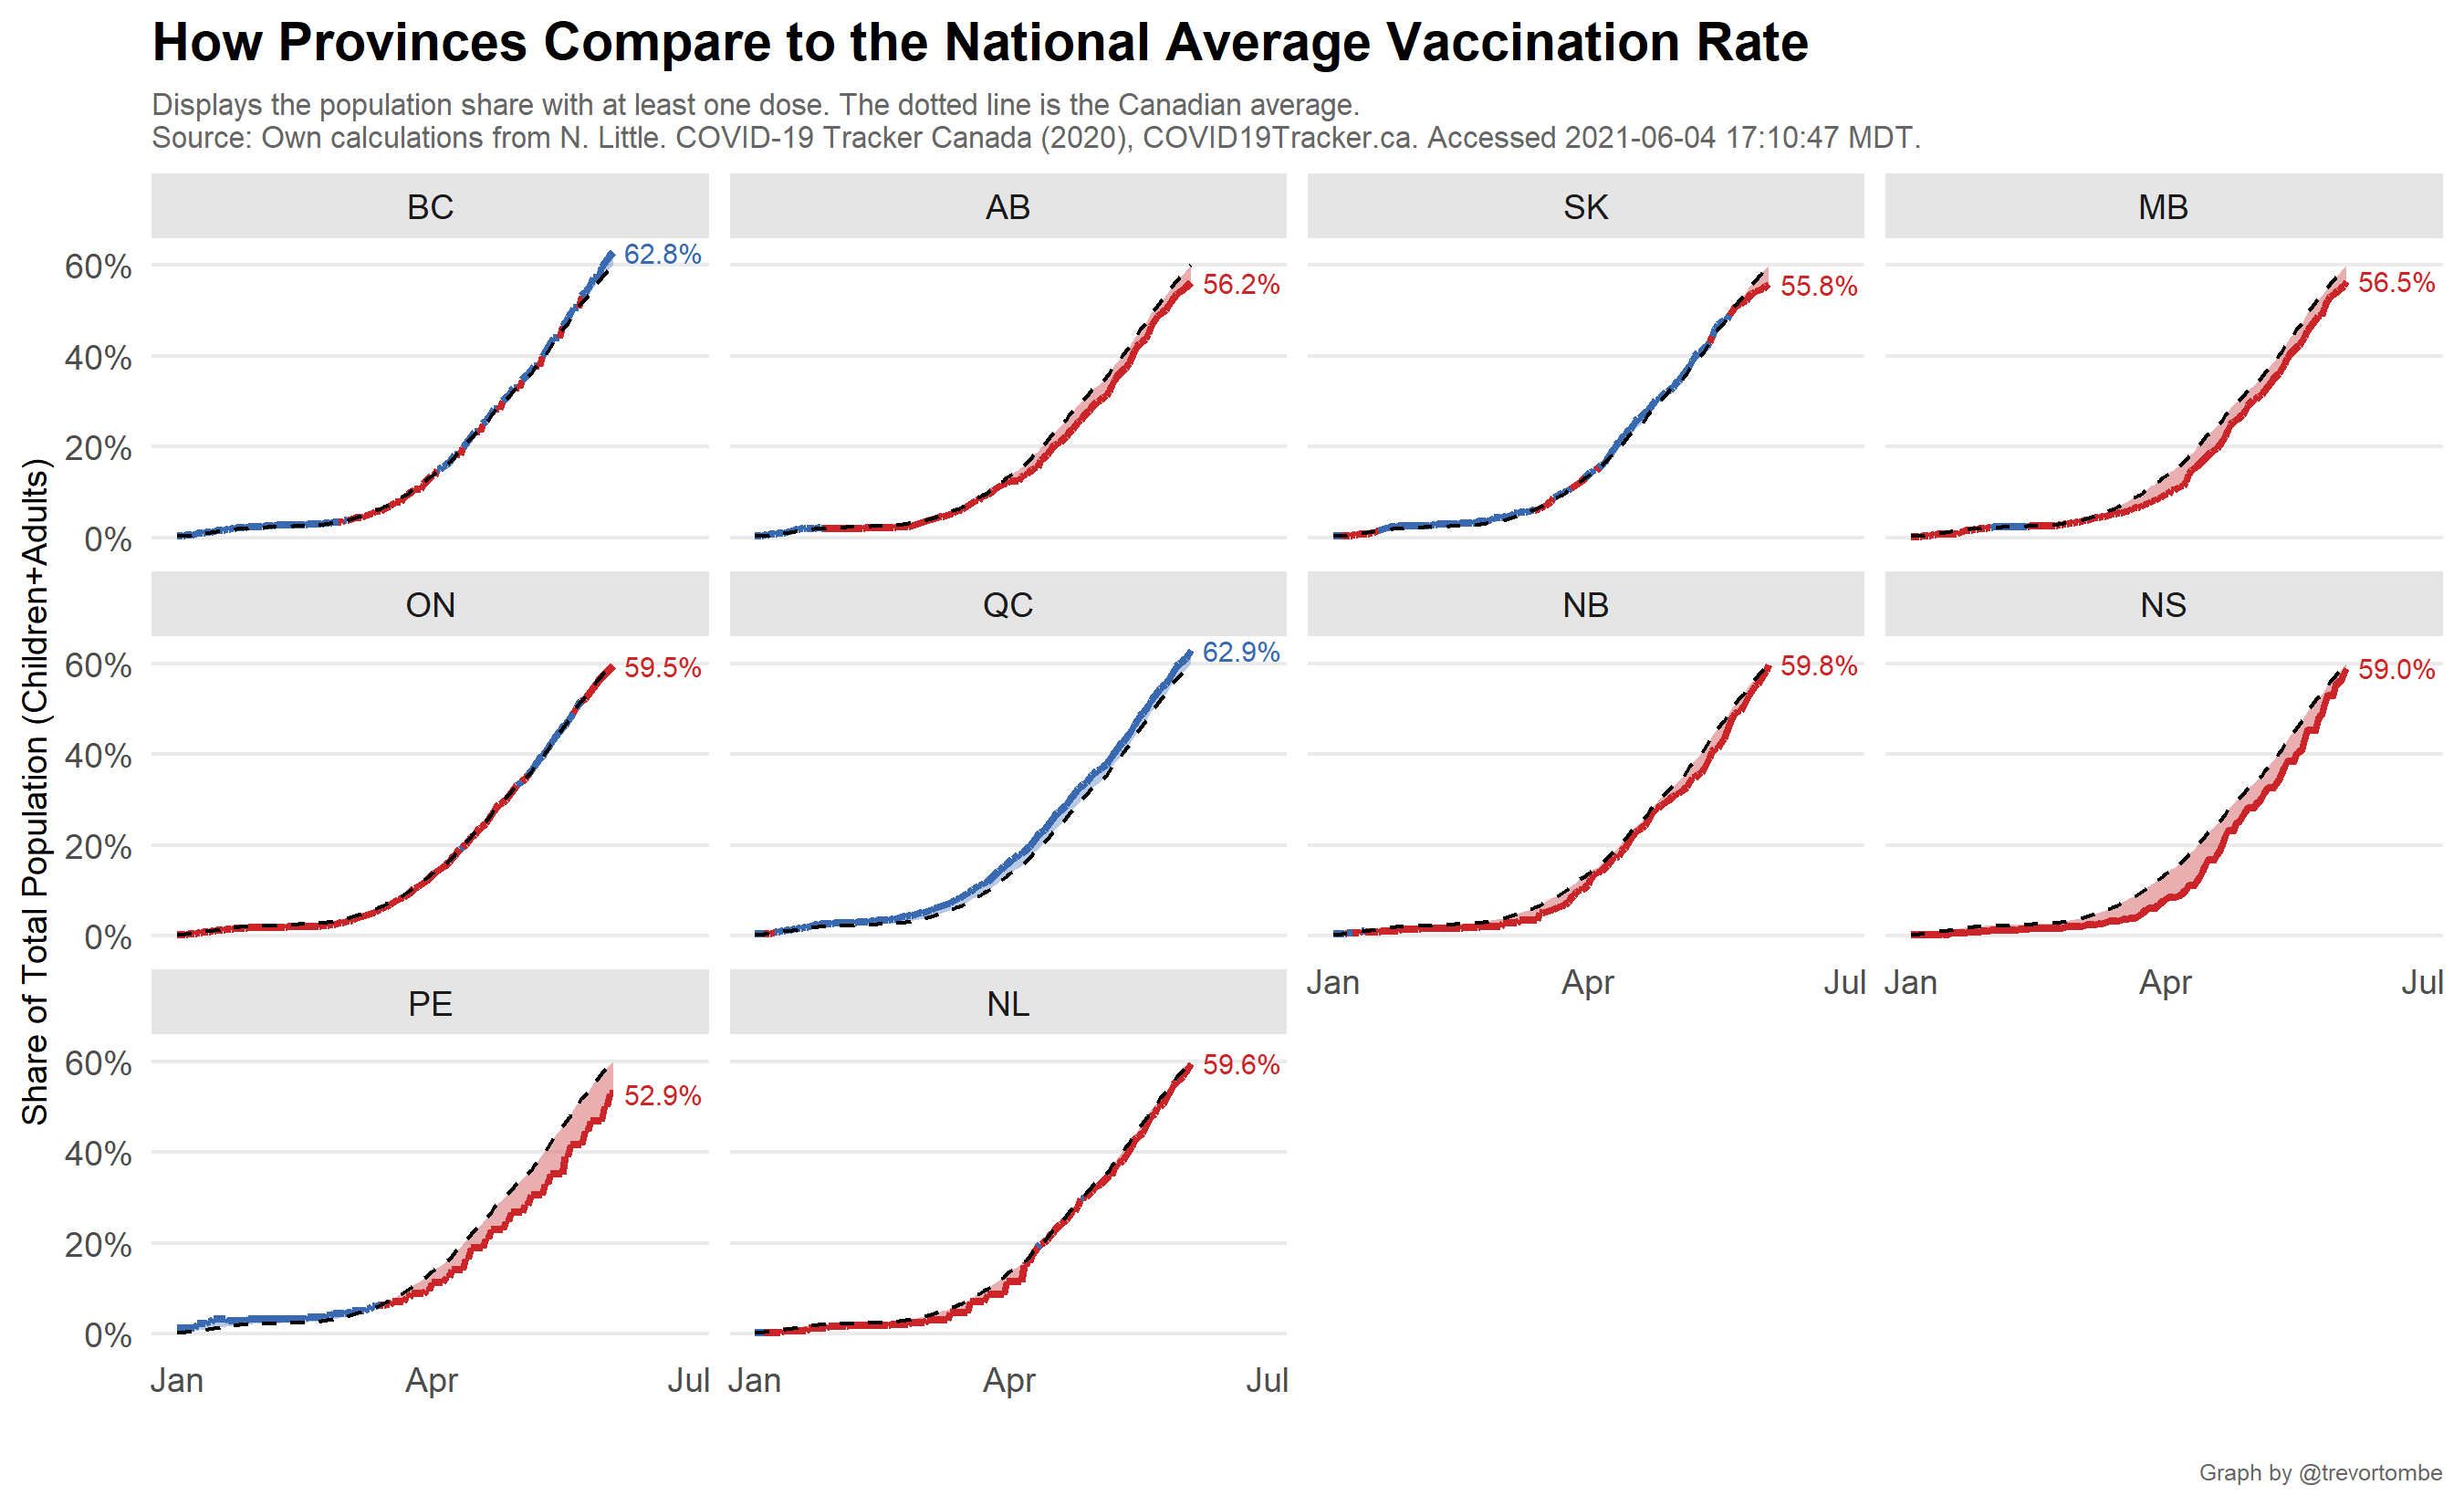 How Provinces Compare to the National Average Vaccination Rate
Displays the population share with at least one dose. The dotted line is the Canadian average.
Source: Own calculations from N. Little. COVID-19 Tracker Canada (2020), COVID19Tracker.ca. Accessed 2021-06-04 17:10:47 MDT.
Share of Total Population (Children+Adults)
BC AB SK MB
60% 62.8% 56.2% 55.8% 56.5%
40%
20%
0%
ON QC NB NS
60% 59.5% 62.9% 59.8% 59.0%
40%
20%
0%
Jan Apr Jul Jan Apr Jul
PE NL
60% 52.9% 59.6%
40%
20%
0%
Jan Apr Jul Jan Apr Jul
Graph by @trevortombe